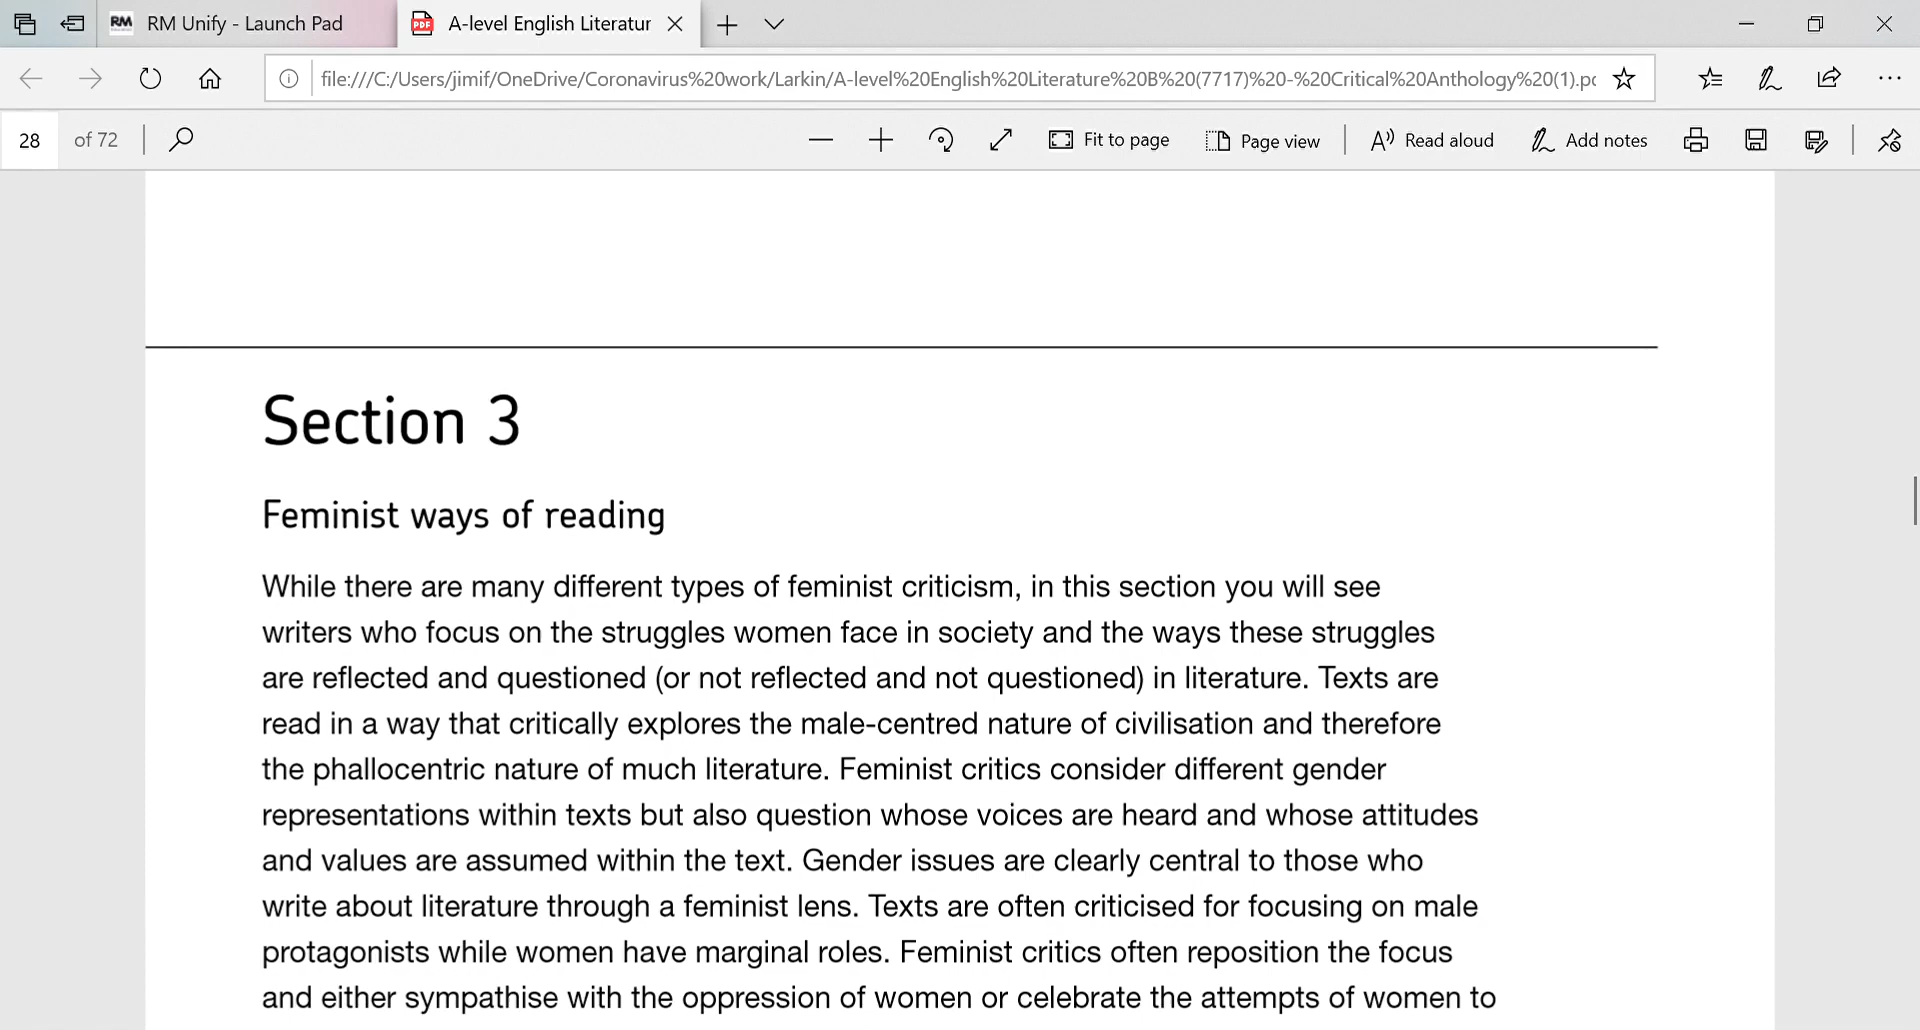 RM RM Unify - Launch Pad
PDF A-level English Literatur
file:///C:/Users/jimif/OneDrive/Coronavirus%20work/Larkin/A-level%20English%20Literature%20B%20(7717)%20-%20Critical%20Anthology%20(1).pc
28 of 72 Fit to page Page view Read aloud Add notes
Section 3
Feminist ways of reading
While there are many different types of feminist criticism, in this section you will see
writers who focus on the struggles women face in society and the ways these struggles
are reflected and questioned (or not reflected and not questioned) in literature. Texts are
read in a way that critically explores the male-centred nature of civilisation and therefore
the phallocentric nature of much literature. Feminist critics consider different gender
representations within texts but also question whose voices are heard and whose attitudes
and values are assumed within the text. Gender issues are clearly central to those who
write about literature through a feminist lens. Texts are often criticised for focusing on male
protagonists while women have marginal roles. Feminist critics often reposition the focus
and either sympathise with the oppression of women or celebrate the attempts of women to